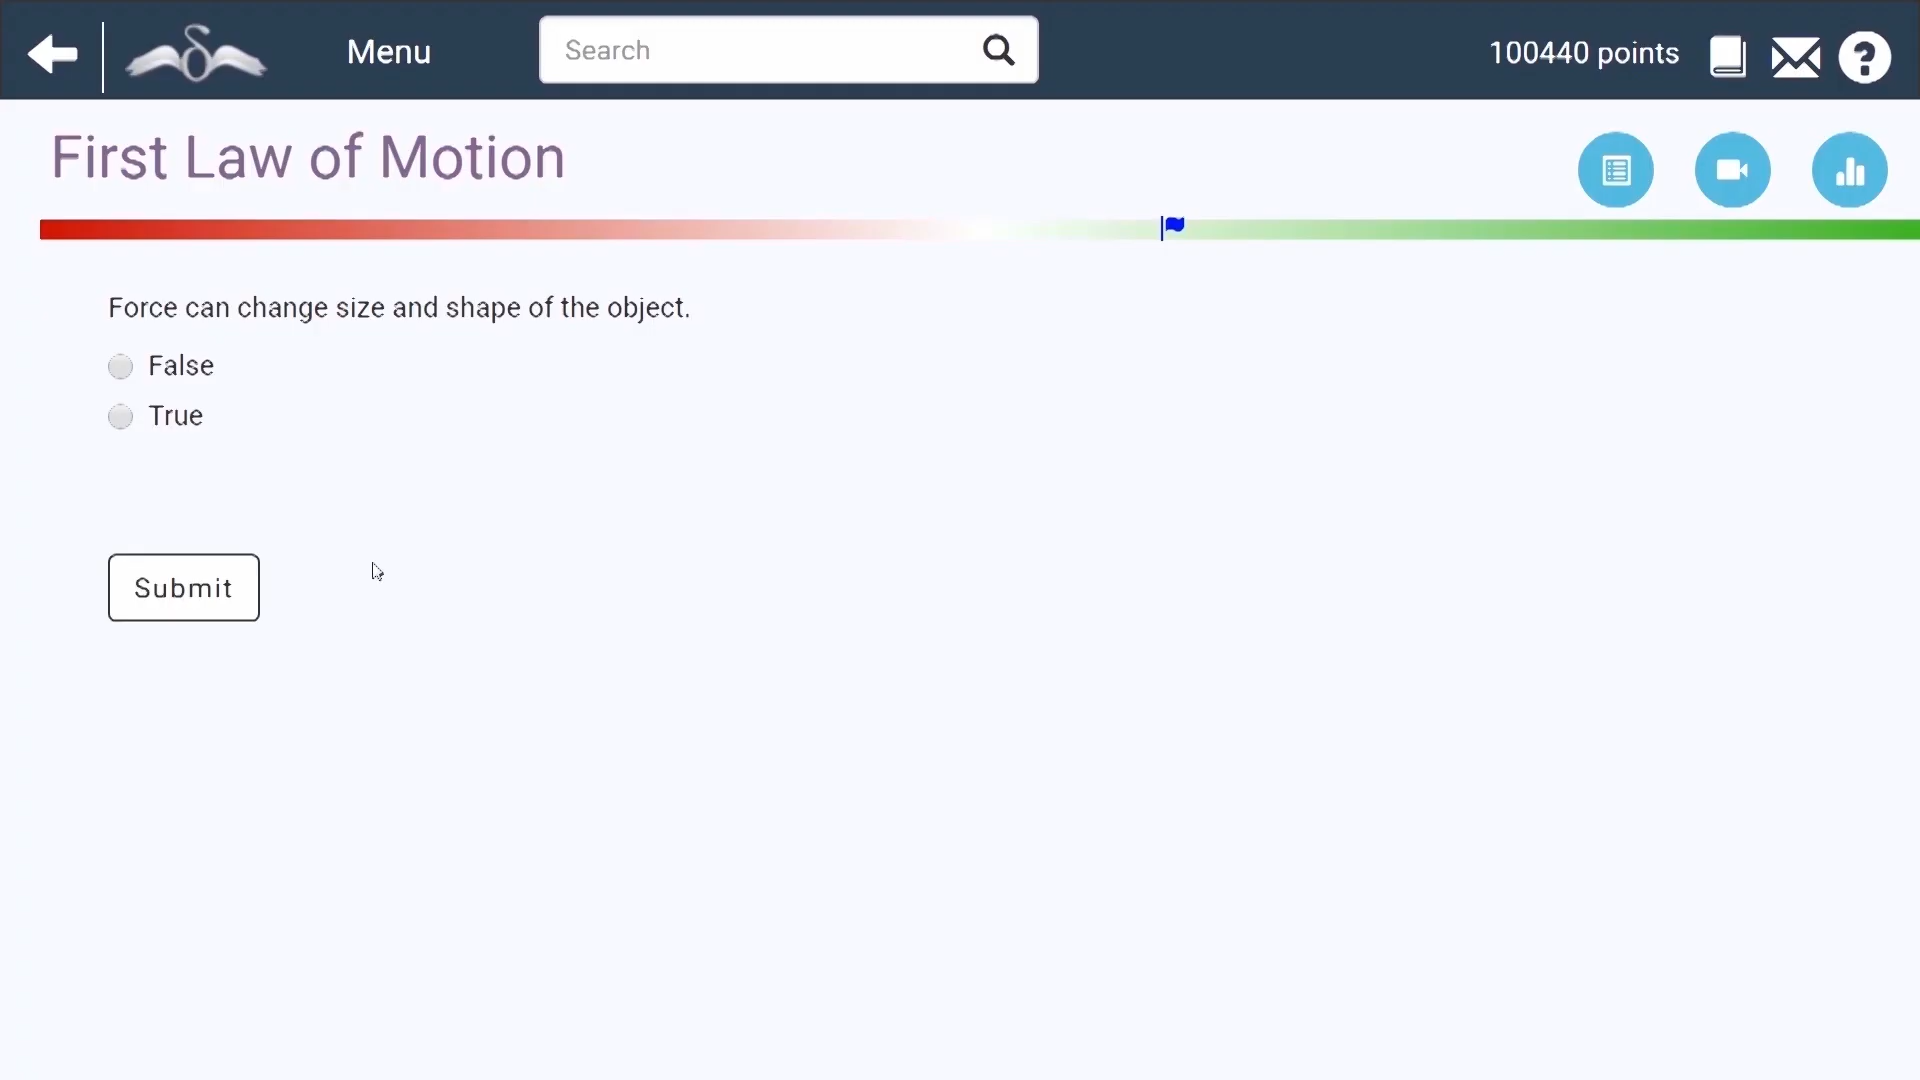 Menu
Search
100440 points
First Law of Motion
Force can change size and shape of the object.
False
True
Submit